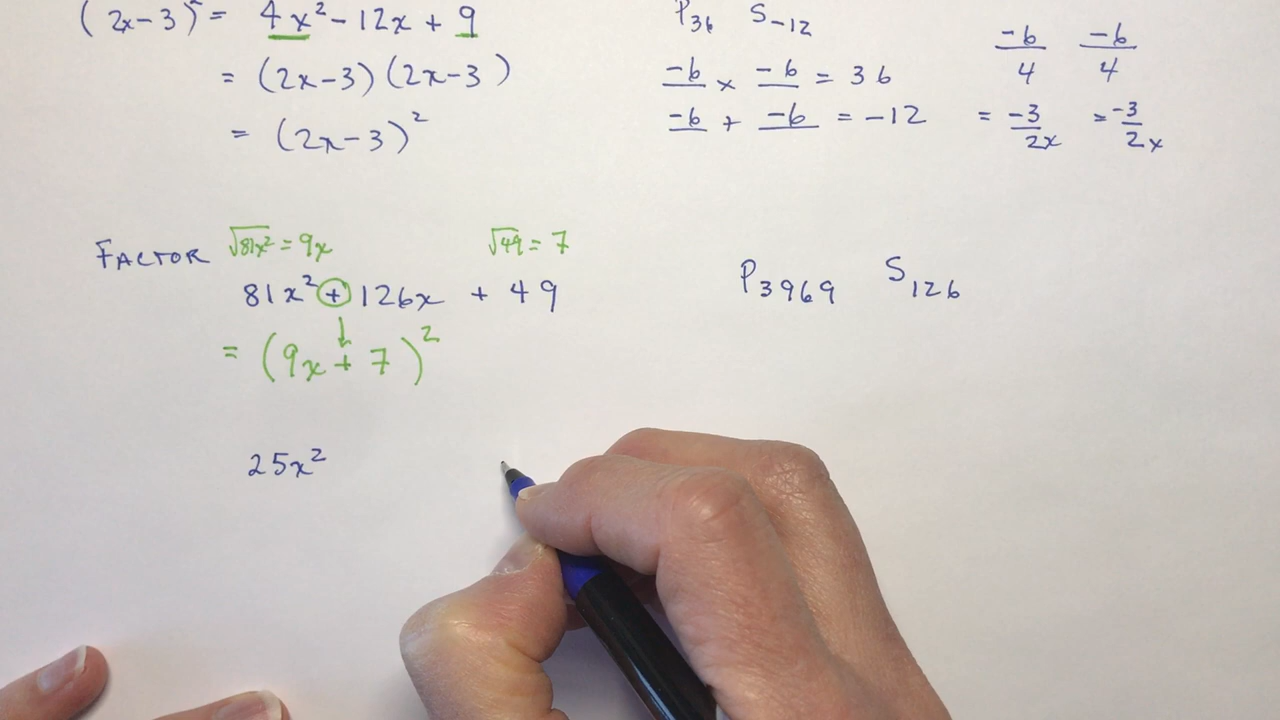 (2x-3)² = 4x² - 12x + 9
= (2x-3)(2x-3)
= (2x-3)²
P36 S-12
-6 x -6 = 36
-6 + -6 = -12
-6/4 -6/4
= -3/2x = -3/2x
FACTOR √81x² = 9x √49 = 7
81x² + 126x + 49
= (9x + 7)²
P3969 S126
25x²